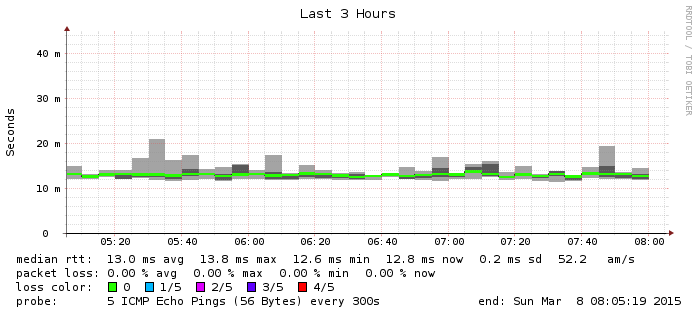 Last 3 Hours
RRDTOOL / TOBI OETIKER
Seconds
40 m
30 m
20 m
10 m
0
05:20 05:40 06:00 06:20 06:40 07:00 07:20 07:40 08:00
median rtt: 13.0 ms avg 13.8 ms max 12.6 ms min 12.8 ms now 0.2 ms sd 52.2 am/s
packet loss: 0.00 % avg 0.00 % max 0.00 % min 0.00 % now
loss color: 0 1/5 2/5 3/5 4/5
probe: 5 ICMP Echo Pings (56 Bytes) every 300s end: Sun Mar 8 08:05:19 2015